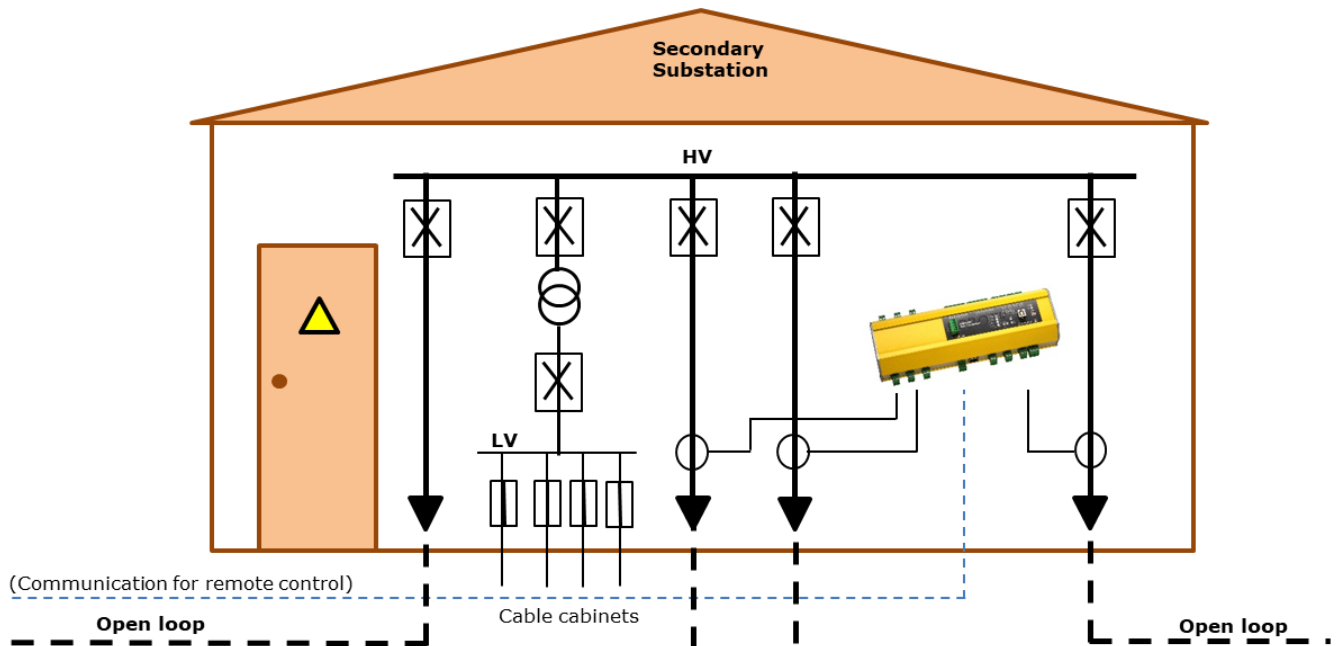 Secondary
Substation
HV
LV
(Communication for remote control)
Cable cabinets
Open loop
Open loop